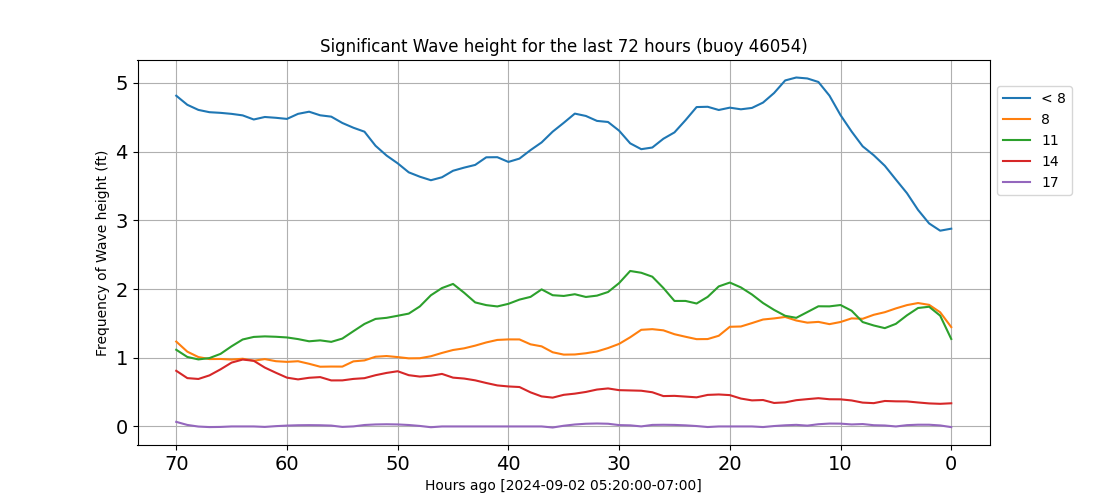 Significant Wave height for the last 72 hours (buoy 46054)
5
4
3
2
1
0
Frequency of Wave height (ft)
70 60 50 40 30 20 10 0
Hours ago [2024-09-02 05:20:00-07:00]
< 8
8
11
14
17